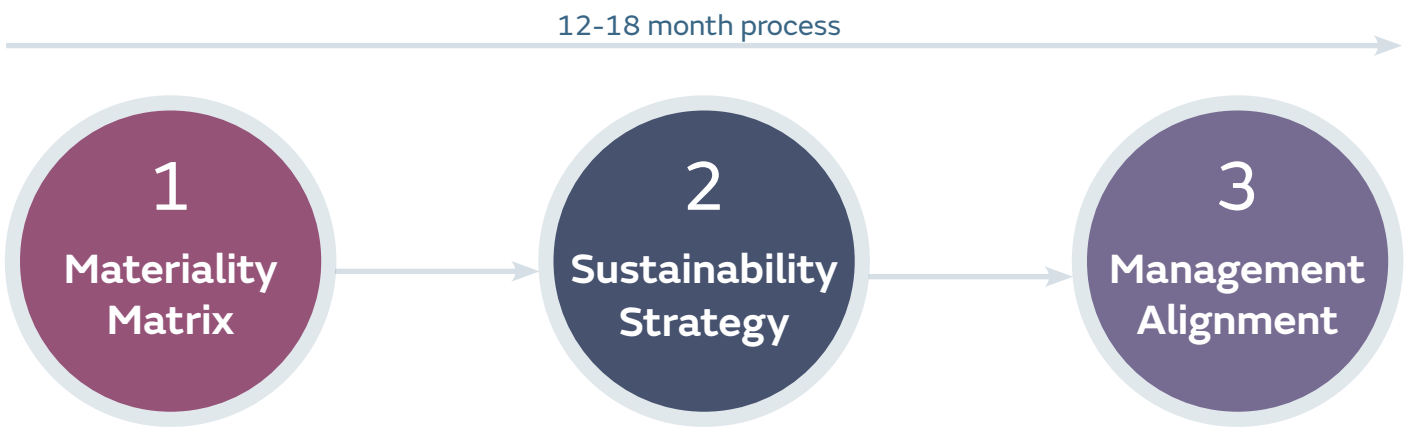 12-18 month process
1
Materiality
Matrix
2
Sustainability
Strategy
3
Management
Alignment